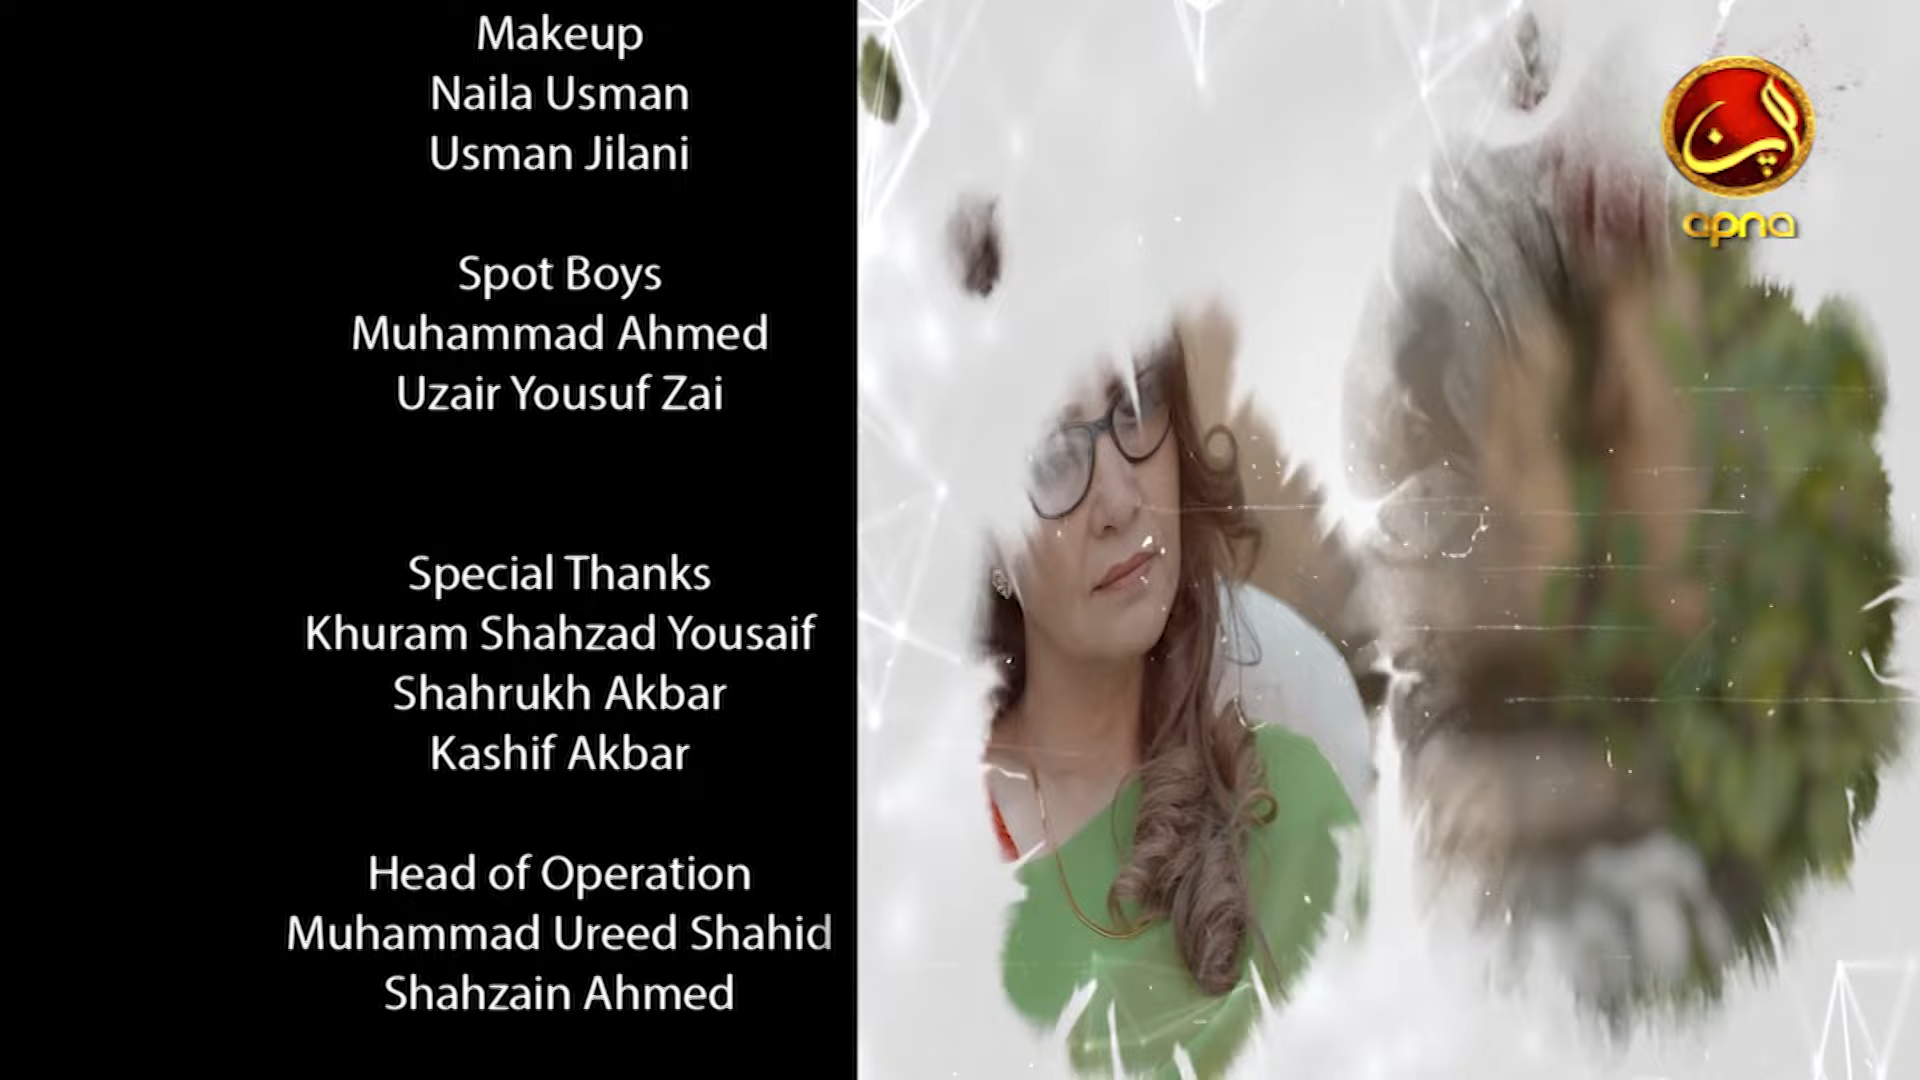 Makeup
Naila Usman
Usman Jilani
Spot Boys
Muhammad Ahmed
Uzair Yousuf Zai
Special Thanks
Khuram Shahzad Yousaif
Shahrukh Akbar
Kashif Akbar
Head of Operation
Muhammad Ureed Shahid
Shahzain Ahmed
اپن
apna